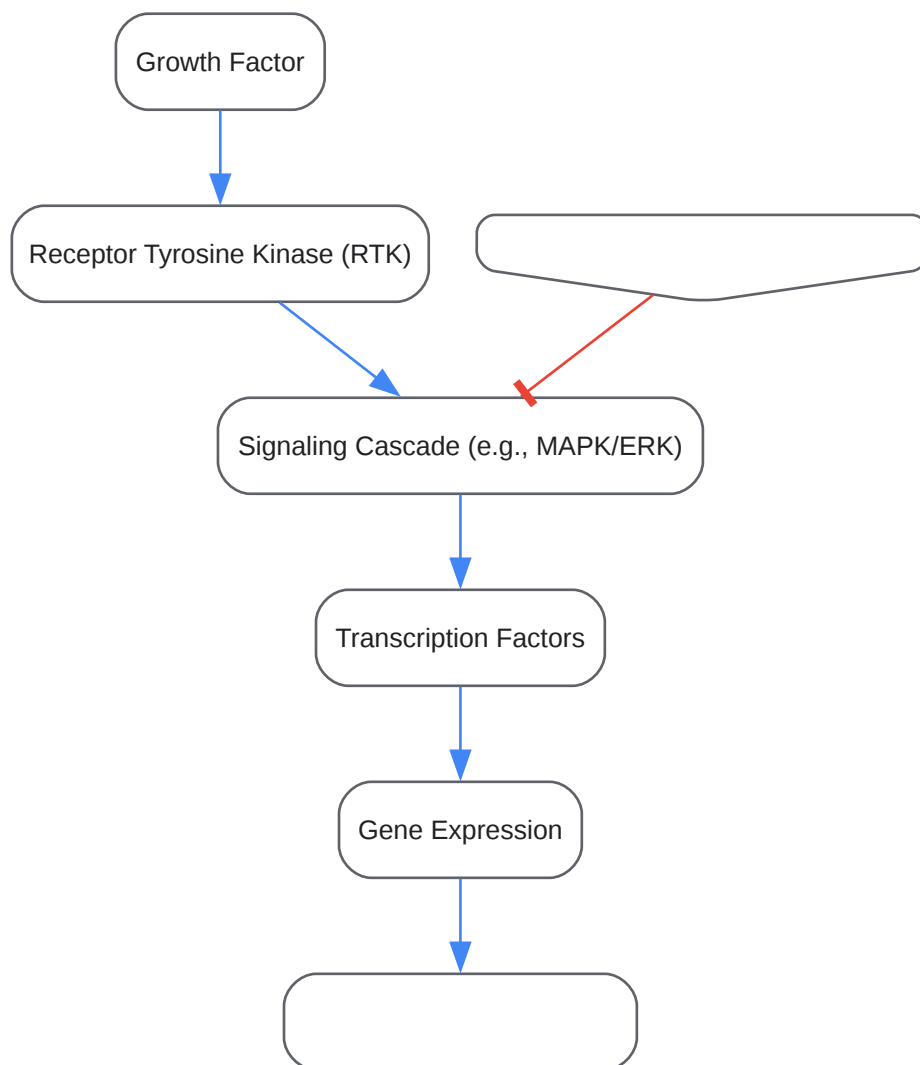 Growth Factor
Receptor Tyrosine Kinase (RTK)
Signaling Cascade (e.g., MAPK/ERK)
Transcription Factors
Gene Expression